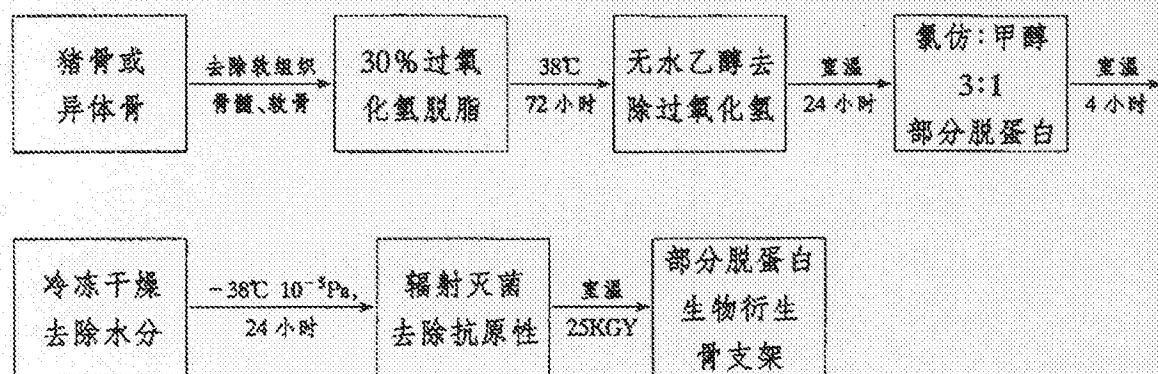 猪骨或
异体骨
去除软组织
骨髓、软骨
30%过氧
化氢脱脂
38℃
72小时
无水乙醇去
除过氧化氢
室温
24小时
氯仿:甲醇
3:1
部分脱蛋白
室温
4小时
冷冻干燥
去除水分
-38℃ 10⁻⁵Pa,
24小时
辐射灭菌
去除抗原性
室温
25KGY
部分脱蛋白
生物衍生
骨支架